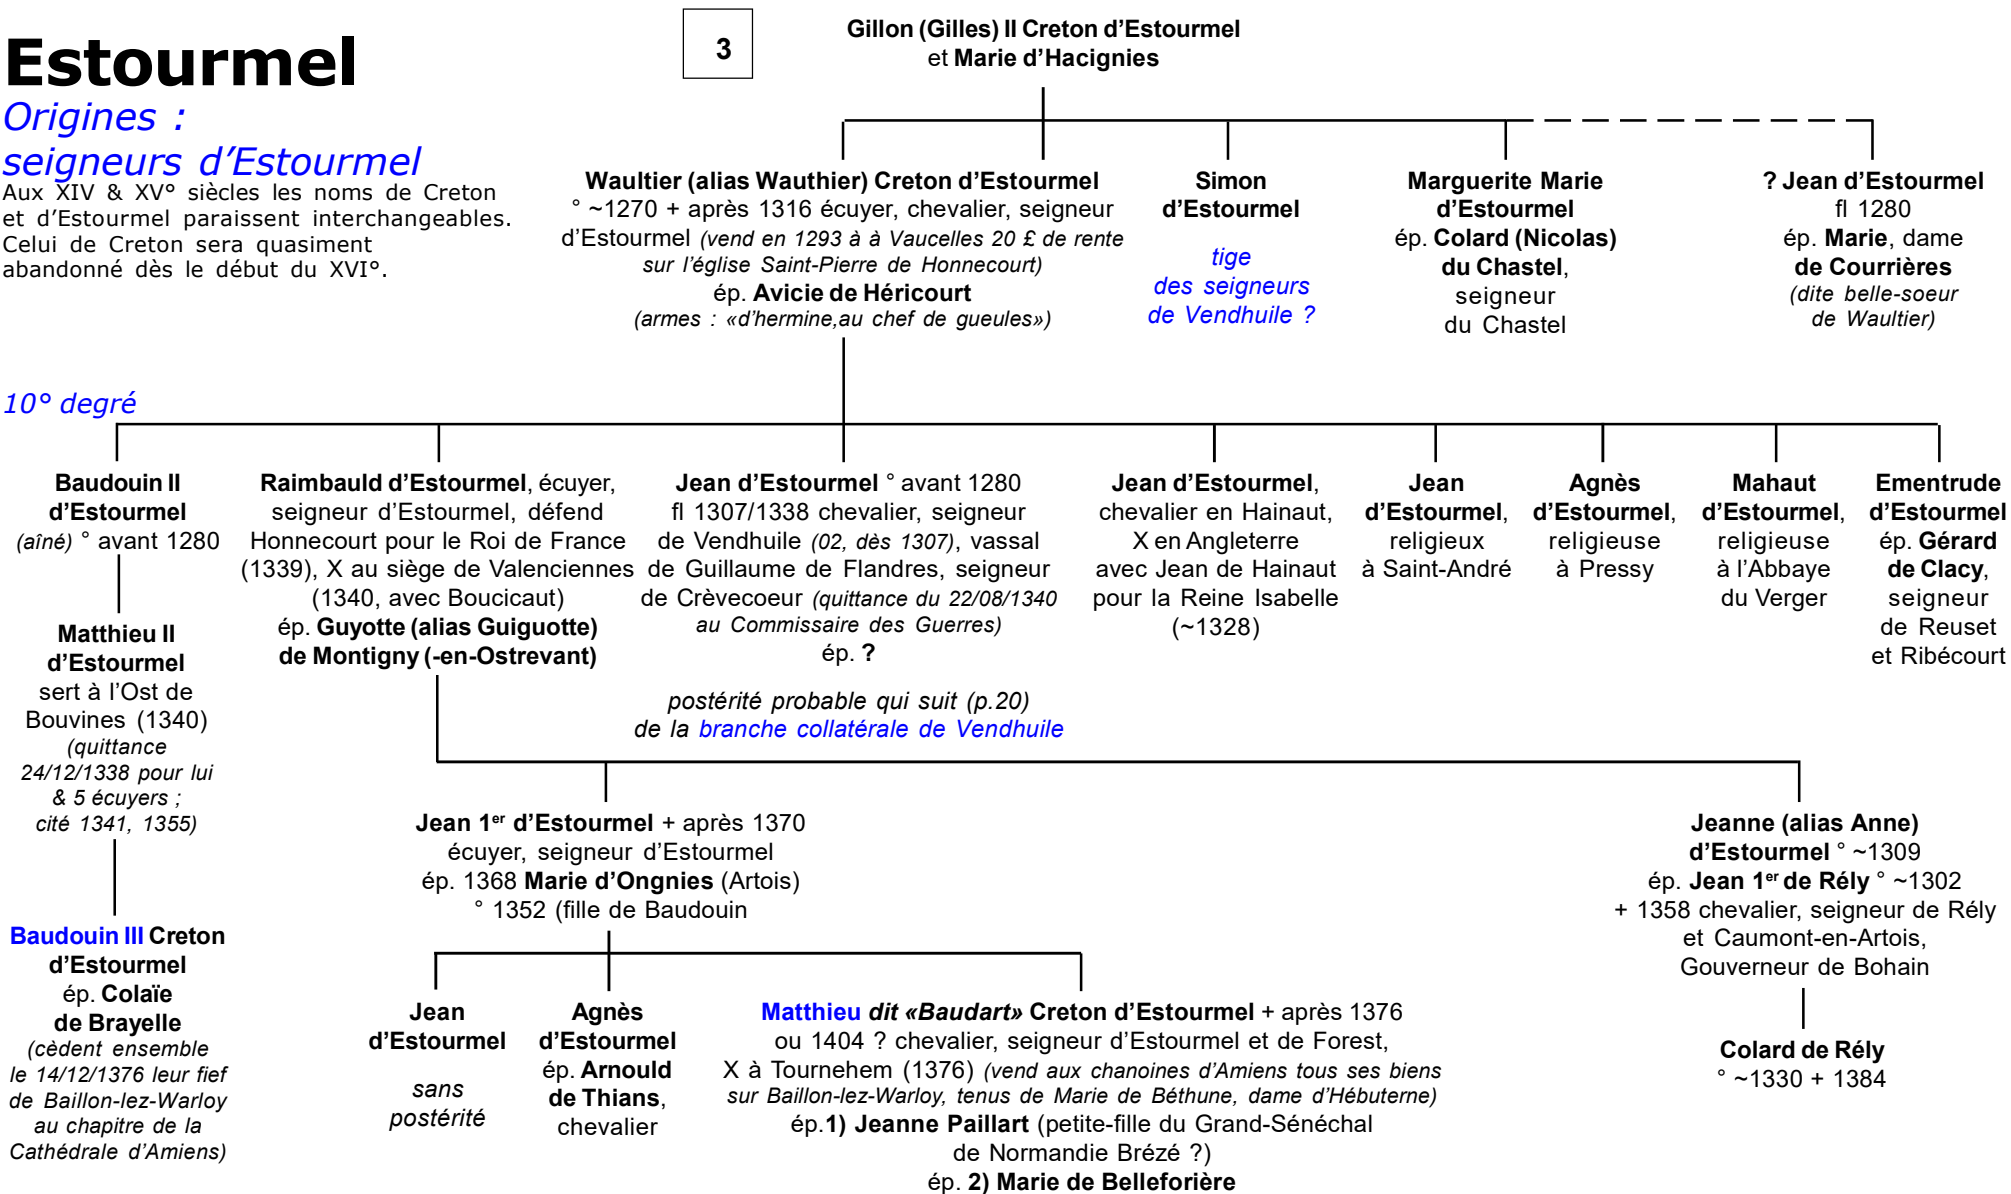 Estourmel
Origines :
seigneurs d’Estourmel
Aux XIV & XV° siècles les noms de Creton
et d’Estourmel paraissent interchangeables.
Celui de Creton sera quasiment
abandonné dès le début du XVI°.
3
Gillon (Gilles) II Creton d’Estourmel
et Marie d’Hacignies
Waultier (alias Wauthier) Creton d’Estourmel
° ~1270 + après 1316 écuyer, chevalier, seigneur
d’Estourmel (vend en 1293 à à Vaucelles 20 £ de rente
sur l’église Saint-Pierre de Honnecourt)
ép. Avicie de Héricourt
(armes : «d’hermine,au chef de gueules»)
Simon
d’Estourmel
tige
des seigneurs
de Vendhuile ?
Marguerite Marie
d’Estourmel
ép. Colard (Nicolas)
du Chastel,
seigneur
du Chastel
? Jean d’Estourmel
fl 1280
ép. Marie, dame
de Courrières
(dite belle-soeur
de Waultier)
10° degré
Baudouin II
d’Estourmel
(aîné) ° avant 1280
Matthieu II
d’Estourmel
sert à l’Ost de
Bouvines (1340)
(quittance
24/12/1338 pour lui
& 5 écuyers ;
cité 1341, 1355)
Baudouin III Creton
d’Estourmel
ép. Colaïe
de Brayelle
(cèdent ensemble
le 14/12/1376 leur fief
de Baillon-lez-Warloy
au chapitre de la
Cathédrale d’Amiens)
Raimbauld d’Estourmel, écuyer,
seigneur d’Estourmel, défend
Honnecourt pour le Roi de France
(1339), X au siège de Valenciennes
(1340, avec Boucicaut)
ép. Guyotte (alias Guiguotte)
de Montigny (-en-Ostrevant)
Jean d’Estourmel ° avant 1280
fl 1307/1338 chevalier, seigneur
de Vendhuile (02, dès 1307), vassal
de Guillaume de Flandres, seigneur
de Crèvecoeur (quittance du 22/08/1340
au Commissaire des Guerres)
ép. ?
postérité probable qui suit (p.20)
de la branche collatérale de Vendhuile
Jean d’Estourmel,
chevalier en Hainaut,
X en Angleterre
avec Jean de Hainaut
pour la Reine Isabelle
(~1328)
Jean
d’Estourmel,
religieux
à Saint-André
Agnès
d’Estourmel,
religieuse
à Pressy
Mahaut
d’Estourmel,
religieuse
à l’Abbaye
du Verger
Ementrude
d’Estourmel
ép. Gérard
de Clacy,
seigneur
de Reuset
et Ribécourt
Jean 1er d’Estourmel + après 1370
écuyer, seigneur d’Estourmel
ép. 1368 Marie d’Ongnies (Artois)
° 1352 (fille de Baudouin
Jeanne (alias Anne)
d’Estourmel ° ~1309
ép. Jean 1er de Rély ° ~1302
+ 1358 chevalier, seigneur de Rély
et Caumont-en-Artois,
Gouverneur de Bohain
Jean
d’Estourmel
sans
postérité
Agnès
d’Estourmel
ép. Arnould
de Thians,
chevalier
Matthieu dit «Baudart» Creton d’Estourmel + après 1376
ou 1404 ? chevalier, seigneur d’Estourmel et de Forest,
X à Tournehem (1376) (vend aux chanoines d’Amiens tous ses biens
sur Baillon-lez-Warloy, tenus de Marie de Béthune, dame d’Hébuterne)
ép.1) Jeanne Paillart (petite-fille du Grand-Sénéchal
de Normandie Brézé ?)
ép. 2) Marie de Belleforière
Colard de Rély
° ~1330 + 1384